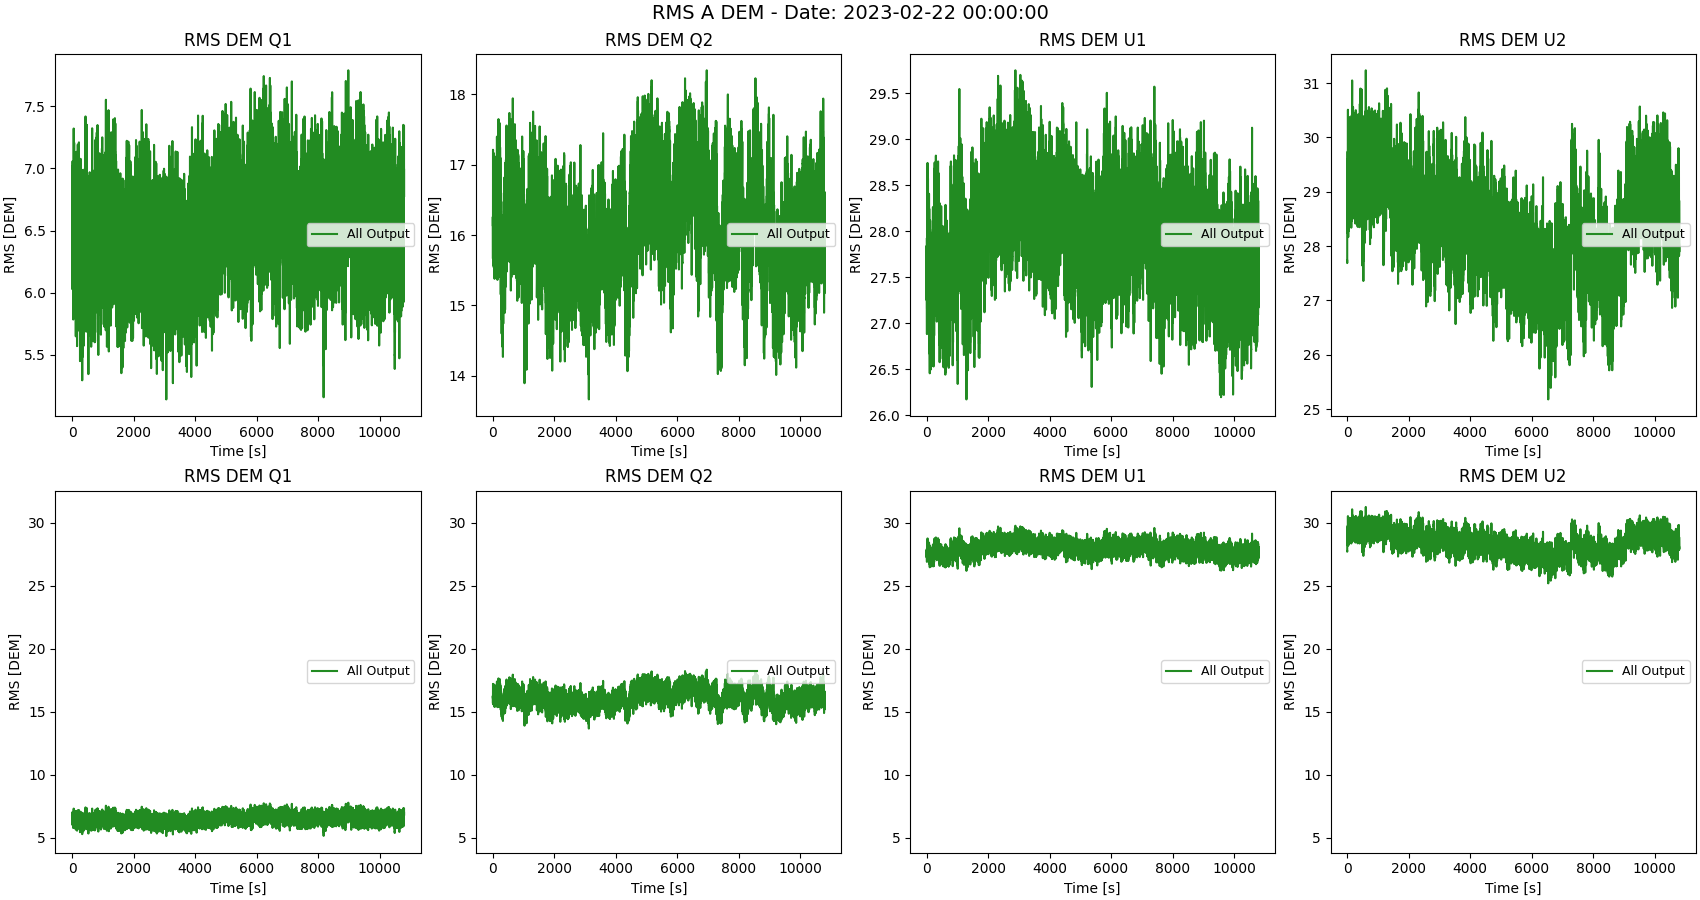 RMS A DEM - Date: 2023-02-22 00:00:00
RMS DEM Q1
RMS [DEM]
7.5
7.0
6.5
6.0
5.5
All Output
0 2000 4000 6000 8000 10000
Time [s]
RMS DEM Q2
RMS [DEM]
18
17
16
15
14
All Output
0 2000 4000 6000 8000 10000
Time [s]
RMS DEM U1
RMS [DEM]
29.5
29.0
28.5
28.0
27.5
27.0
26.5
26.0
All Output
0 2000 4000 6000 8000 10000
Time [s]
RMS DEM U2
RMS [DEM]
31
30
29
28
27
26
25
All Output
0 2000 4000 6000 8000 10000
Time [s]
RMS DEM Q1
RMS [DEM]
30
25
20
15
10
5
All Output
0 2000 4000 6000 8000 10000
Time [s]
RMS DEM Q2
RMS [DEM]
30
25
20
15
10
5
All Output
0 2000 4000 6000 8000 10000
Time [s]
RMS DEM U1
RMS [DEM]
30
25
20
15
10
5
All Output
0 2000 4000 6000 8000 10000
Time [s]
RMS DEM U2
RMS [DEM]
30
25
20
15
10
5
All Output
0 2000 4000 6000 8000 10000
Time [s]